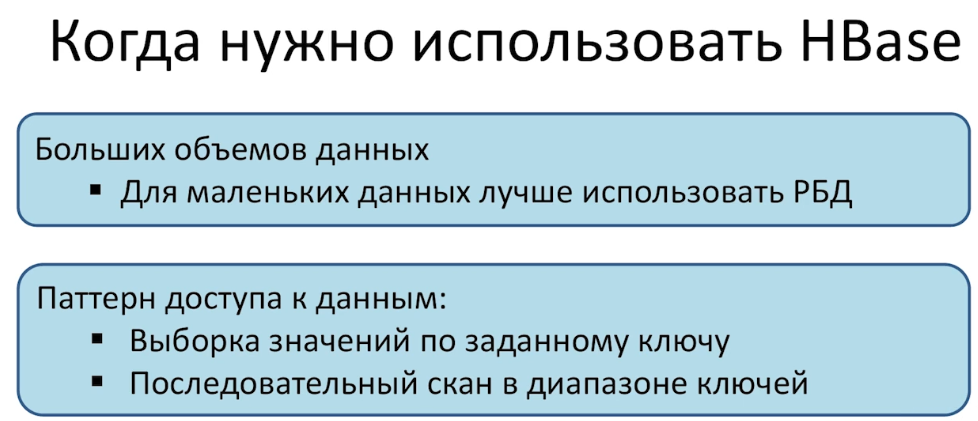 Когда нужно использовать HBase
Больших объемов данных
▪ Для маленьких данных лучше использовать РБД
Паттерн доступа к данным:
▪ Выборка значений по заданному ключу
▪ Последовательный скан в диапазоне ключей